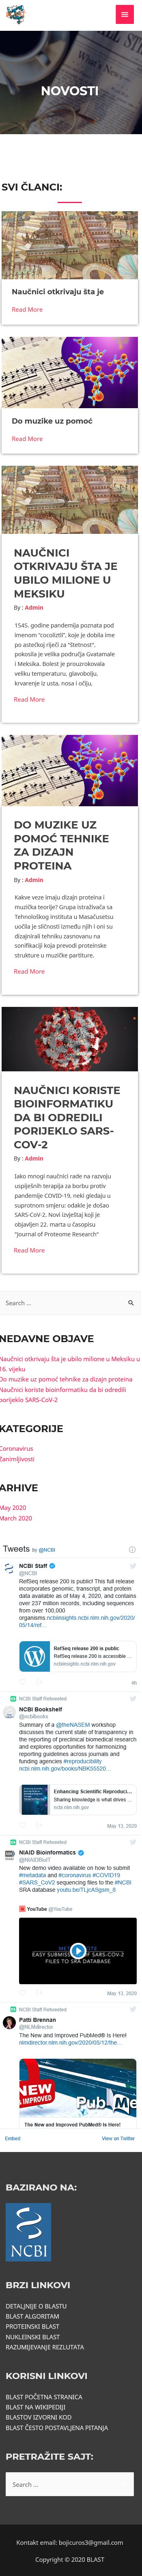 NOVOSTI
SVI ČLANCI:
Naučnici otkrivaju šta je
Read More
Do muzike uz pomoć
Read More
NAUČNICI
OTKRIVAJU ŠTA JE
UBILO MILIONE U
MEKSIKU
By : Admin
1545. godine pandemija poznata pod
imenom "cocoliztli", koje je dobila ime
po astečkoj riječi za "štetnost",
pokosila je velika područja Gvatemale
i Meksika. Bolest je prouzrokovala
veliku temperaturu, glavobolju,
krvarenje iz usta, nosa i očiju,
Read More
DO MUZIKE UZ
POMOĆ TEHNIKE
ZA DIZAJN
PROTEINA
By : Admin
Kakve veze imaju dizajn proteina i
muzička teorija? Grupa istraživača sa
Tehnološkog instituta u Masačusetsu
uočila je sličnosti između njih i oni su
dizajnirali tehniku zasnovanu na
sonifikaciji koja prevodi proteinske
strukture u muzičke partiture.
Read More
NAUČNICI KORISTE
BIOINFORMATIKU
DA BI ODREDILI
PORIJEKLO SARS-
COV-2
By : Admin
Iako mnogi naučnici rade na razvoju
uspješnih terapija za borbu protiv
pandemije COVID-19, neki gledaju u
suprotnom smjeru: odakle je došao
SARS-CoV-2. Novi izvještaj koji je
objavljen 22. marta u časopisu
"Journal of Proteome Research"
Read More
Search ...
NEDAVNE OBJAVE
Naučnici otkrivaju šta je ubilo milione u Meksiku u
16. vijeku
Do muzike uz pomoć tehnike za dizajn proteina
Naučnici koriste bioinformatiku da bi odredili
porijeklo SARS-CoV-2
KATEGORIJE
Coronavirus
Zanimljivosti
ARHIVE
May 2020
March 2020
Tweets by @NCBI
NCBI Staff
@NCBI
RefSeq release 200 is public! This full release
incorporates genomic, transcript, and protein
data available as of May 4, 2020, and contains
over 237 million records, including sequences
from over 100,000
organisms ncbiinsights.ncbi.nlm.nih.gov/2020/
05/14/ref…
RefSeq release 200 is public
RefSeq release 200 is accessible ...
ncbiinsights.ncbi.nlm.nih.gov
4h
NCBI Staff Retweeted
NCBI Bookshelf
@ncbibooks
Summary of a @theNASEM workshop
discussing the current state of transparency in
reporting pre-clinical biomedical research and
opportunities for harmonizing guidelines
across journals and funding agencies for
#reproducibility
ncbi.nlm.nih.gov/books/NBK55520…
Enhancing Scientific Reproduci...
Sharing knowledge is what drives ...
ncbi.nlm.nih.gov
May 13, 2020
NCBI Staff Retweeted
NIAID Bioinformatics
@NIAIDBioIT
New demo video available on how to submit
#metadata and #coronavirus #COVID19
#SARS_CoV2 sequencing files to the #NCBI
SRA database youtu.be/TLjcASgsm_8
YouTube @YouTube
EASY SUBMISSION OF SARS-COV-2
FILES TO SRA DATABASE
May 13, 2020
NCBI Staff Retweeted
Patti Brennan
@NLMdirector
The New and Improved PubMed® Is Here!
nlmdirector.nlm.nih.gov/2020/05/12/the…
NEW
IMPROVED
Pub Med
The New and Improved PubMed® Is Here!
Embed
View on Twitter
BAZIRANO NA:
NCBI
BRZI LINKOVI
DETALJNIJE O BLASTU
BLAST ALGORITAM
PROTEINSKI BLAST
NUKLEINSKI BLAST
RAZUMIJEVANJE REZLUTATA
KORISNI LINKOVI
BLAST POČETNA STRANICA
BLAST NA WIKIPEDIJI
BLASTOV IZVORNI KOD
BLAST ČESTO POSTAVLJENA PITANJA
PRETRAŽITE SAJT:
Search ...
Kontakt email: bojicuros3@gmail.com
Copyright © 2020 BLAST